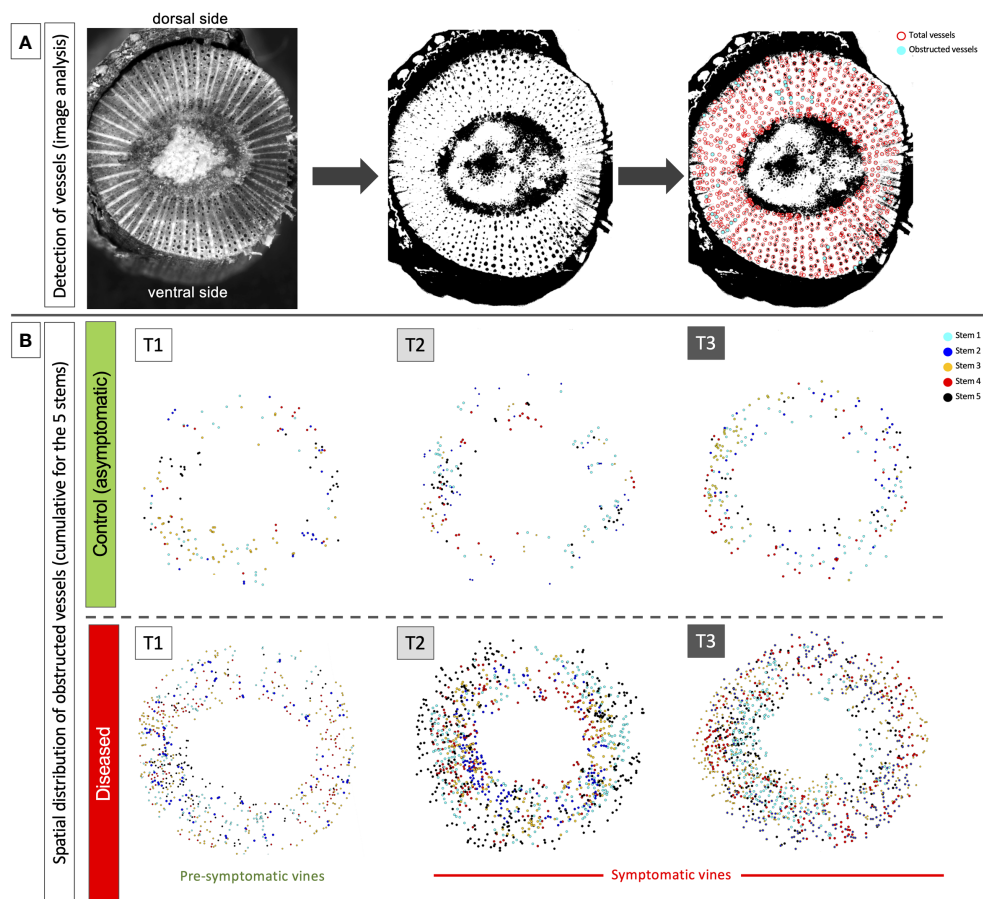 A
Detection of vessels (image analysis)
dorsal side
ventral side
Total vessels
Obstructed vessels
B
Spatial distribution of obstructed vessels (cumulative for the 5 stems)
Control (asymptomatic)
T1
T2
T3
Stem 1
Stem 2
Stem 3
Stem 4
Stem 5
Diseased
T1
T2
T3
Pre-symptomatic vines
Symptomatic vines